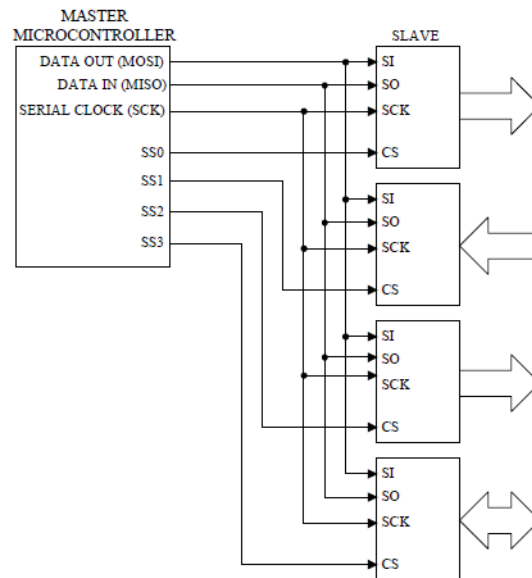 MASTER
MICROCONTROLLER
DATA OUT (MOSI)
DATA IN (MISO)
SERIAL CLOCK (SCK)
SS0
SS1
SS2
SS3
SLAVE
SI
SO
SCK
CS
SI
SO
SCK
CS
SI
SO
SCK
CS
SI
SO
SCK
CS